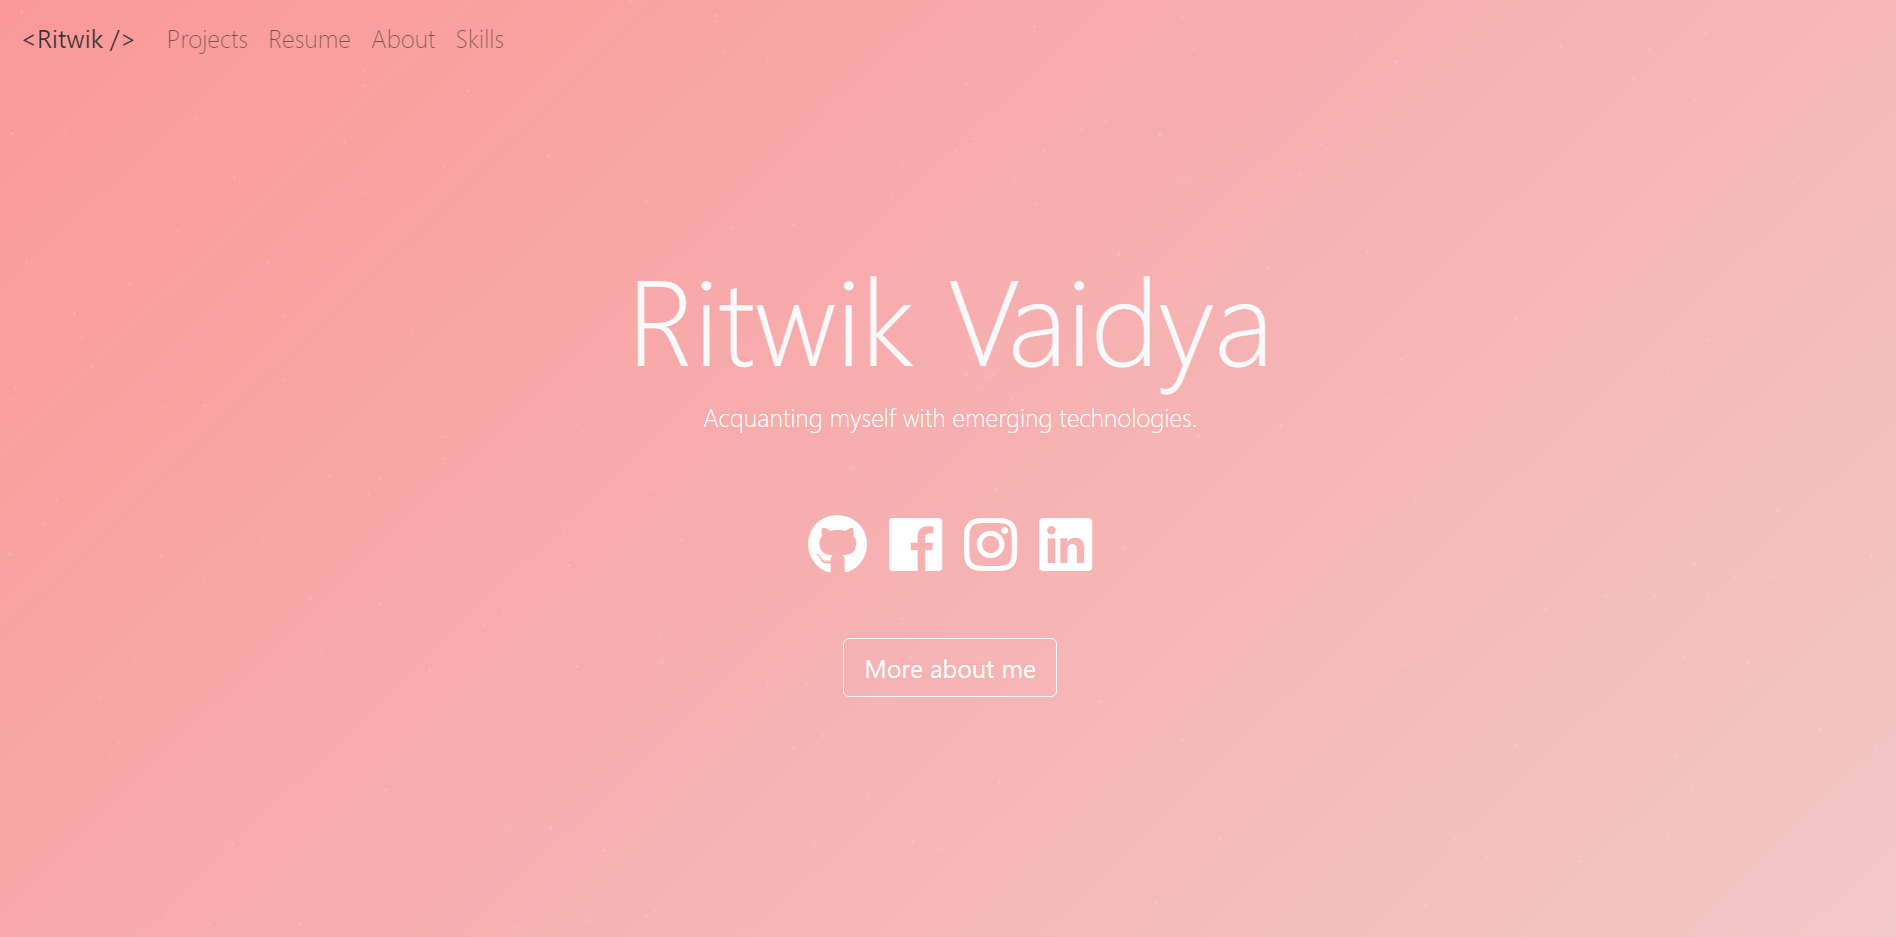 <Ritwik /> Projects Resume About Skills
Ritwik Vaidya
Acquanting myself with emerging technologies.
More about me